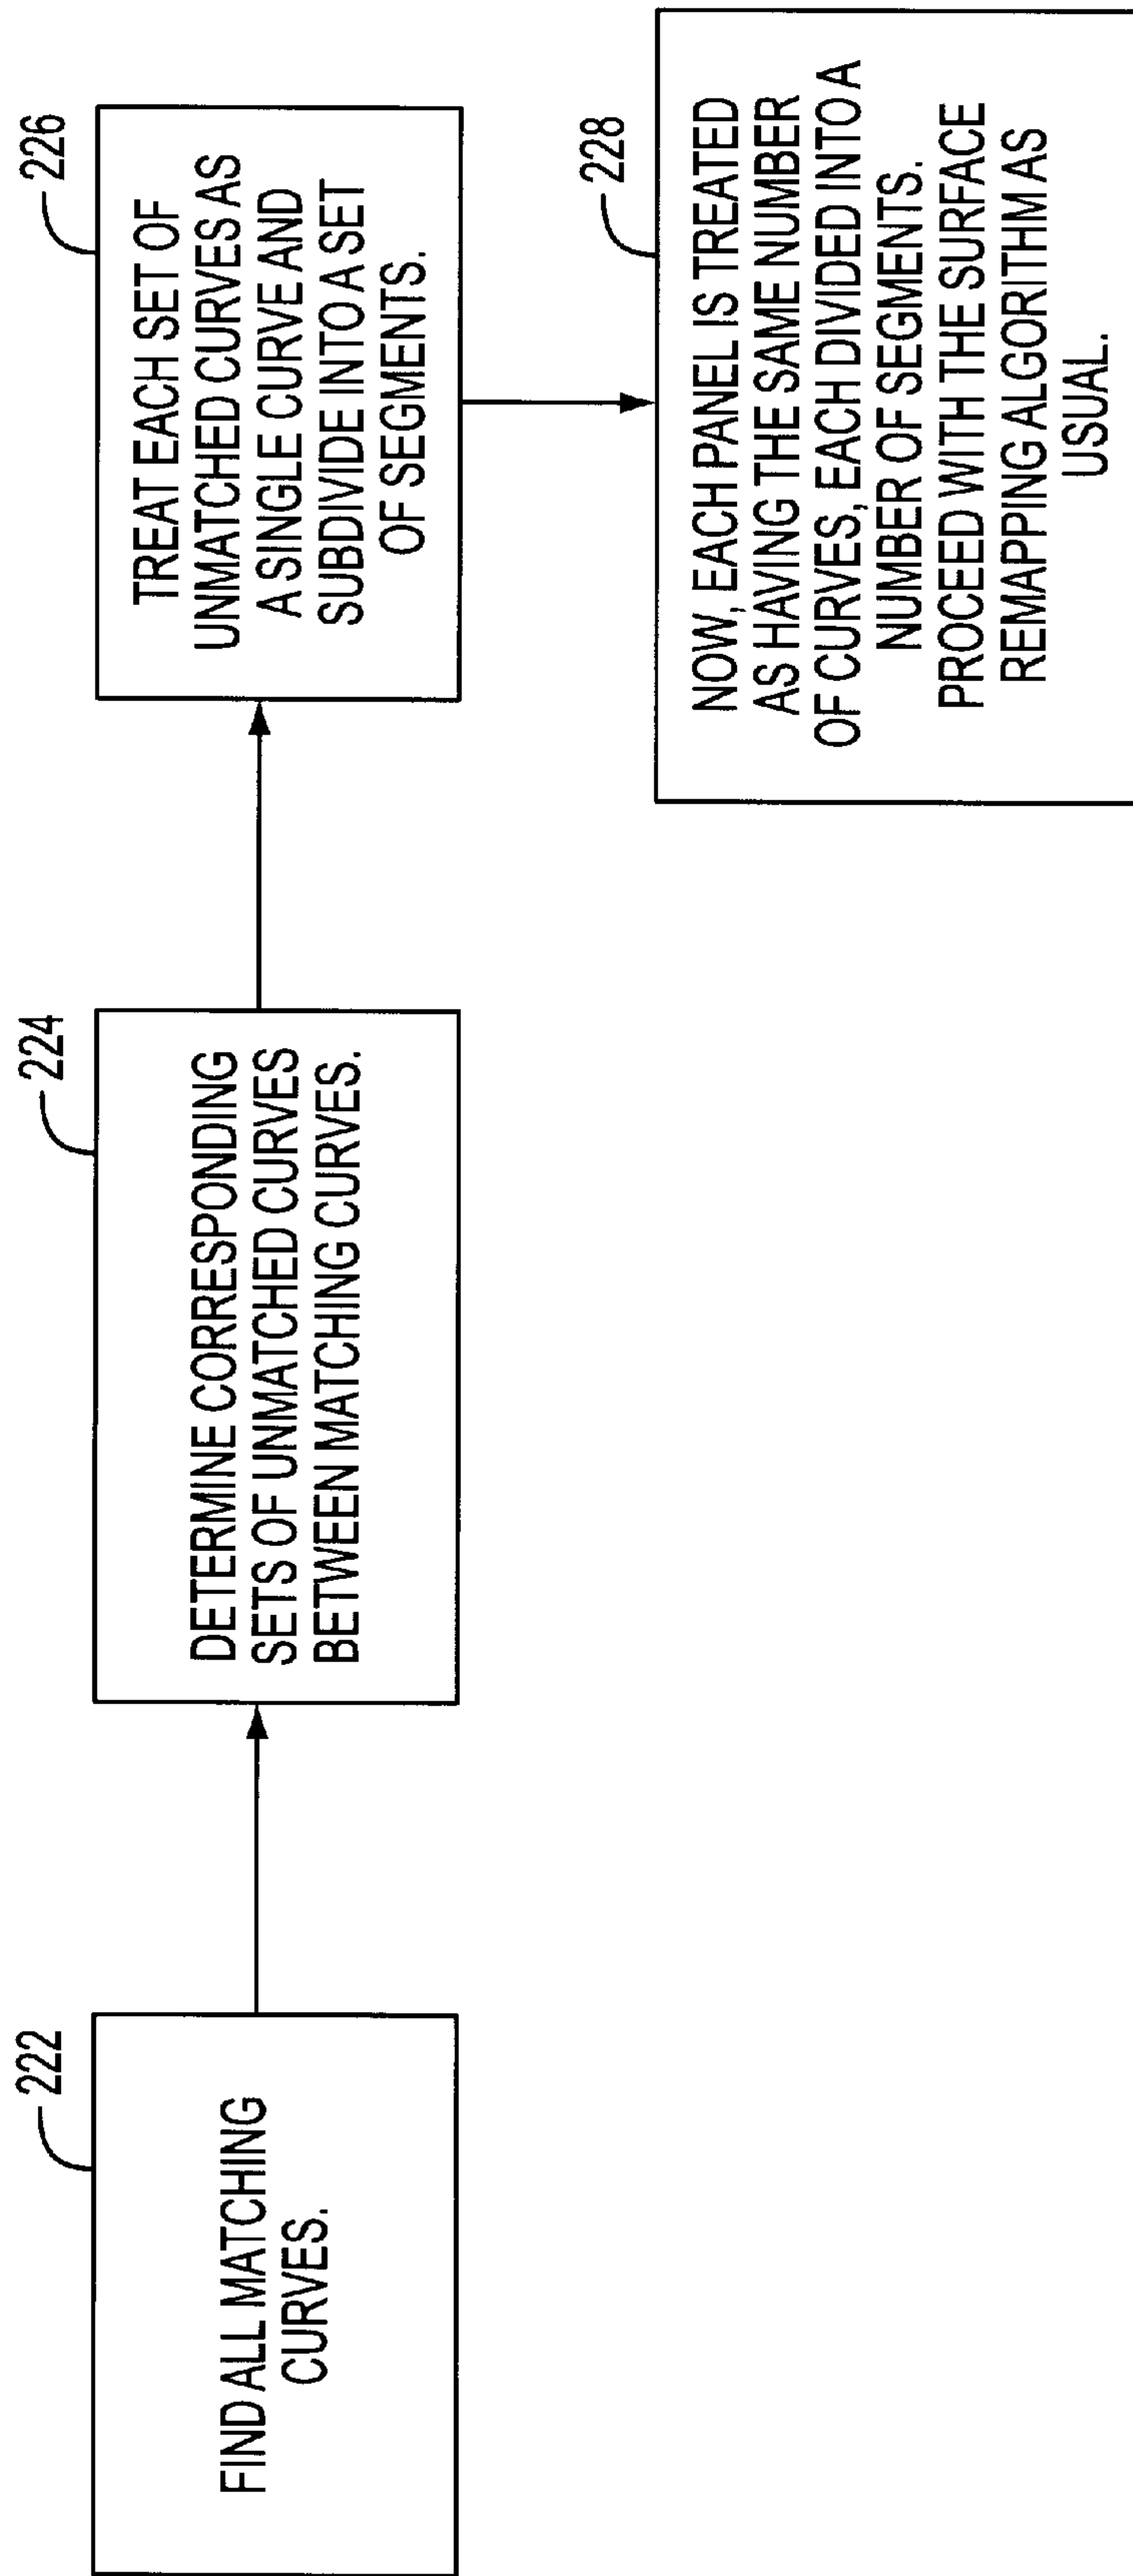 222
FIND ALL MATCHING
CURVES.
224
DETERMINE CORRESPONDING
SETS OF UNMATCHED CURVES
BETWEEN MATCHING CURVES.
226
TREAT EACH SET OF
UNMATCHED CURVES AS
A SINGLE CURVE AND
SUBDIVIDE INTO A SET
OF SEGMENTS.
228
NOW, EACH PANEL IS TREATED
AS HAVING THE SAME NUMBER
OF CURVES, EACH DIVIDED INTO A
NUMBER OF SEGMENTS.
PROCEED WITH THE SURFACE
REMAPPING ALGORITHM AS
USUAL.